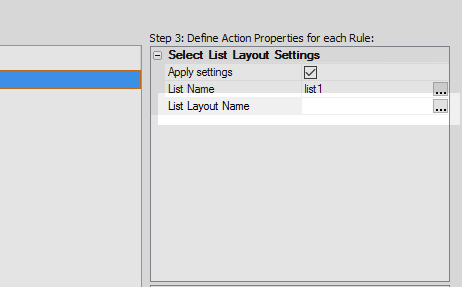 Step 3: Define Action Properties for each Rule:
Select List Layout Settings
Apply settings
List Name list1 ...
List Layout Name ...